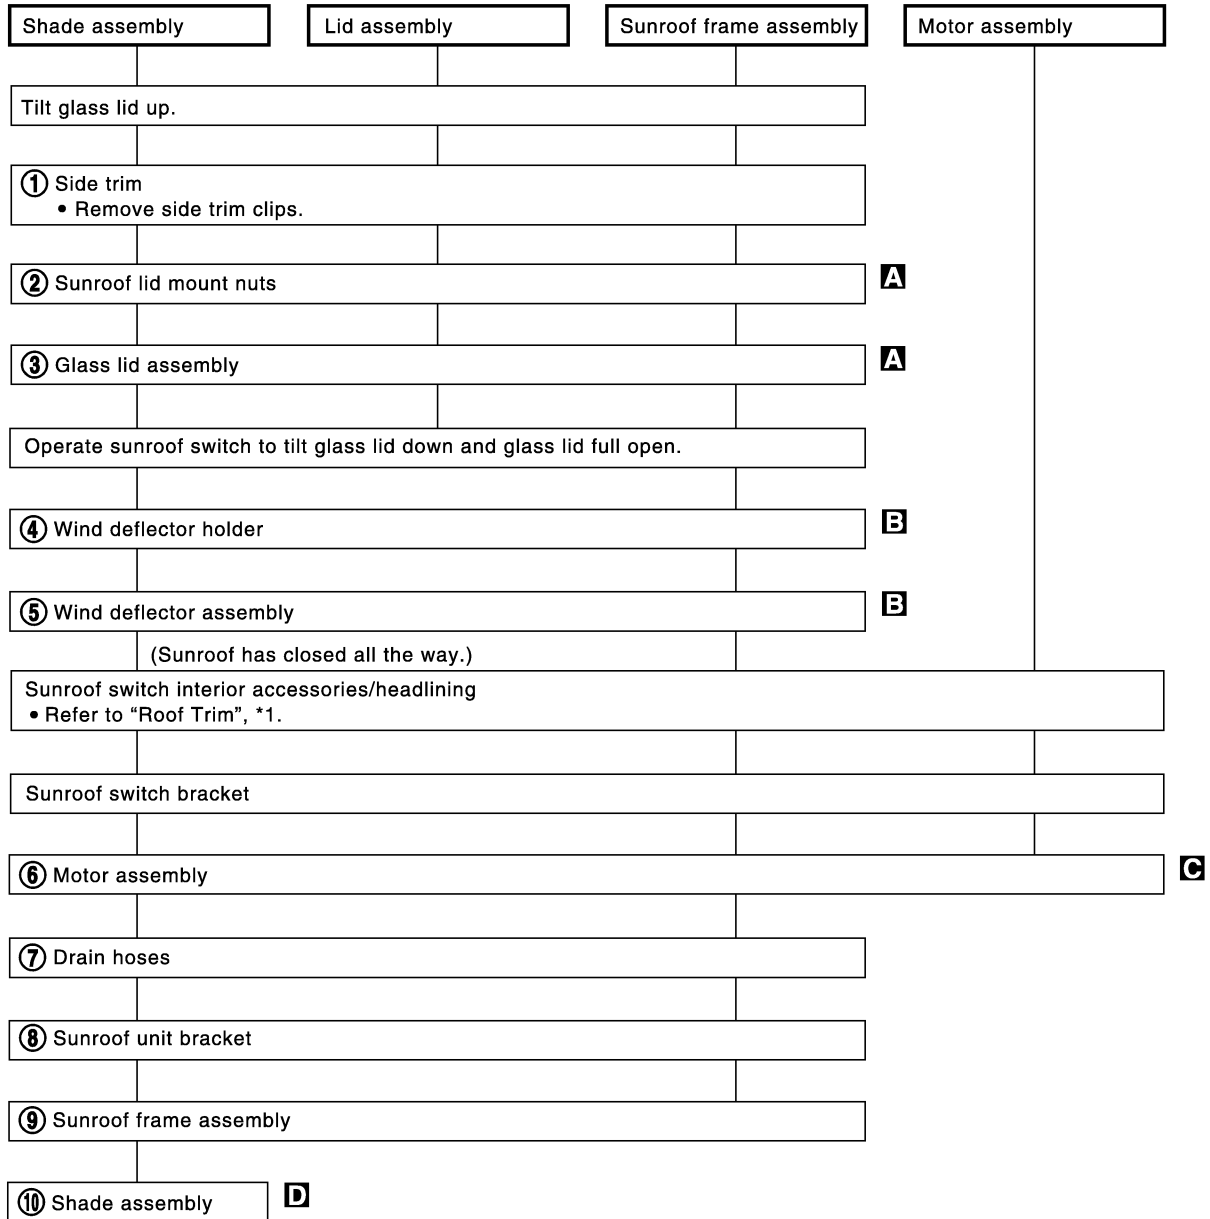 Shade assembly
Lid assembly
Sunroof frame assembly
Motor assembly
Tilt glass lid up.
① Side trim
• Remove side trim clips.
② Sunroof lid mount nuts
A
③ Glass lid assembly
A
Operate sunroof switch to tilt glass lid down and glass lid full open.
④ Wind deflector holder
B
⑤ Wind deflector assembly
B
(Sunroof has closed all the way.)
Sunroof switch interior accessories/headlining
• Refer to “Roof Trim”, *1.
Sunroof switch bracket
⑥ Motor assembly
C
⑦ Drain hoses
⑧ Sunroof unit bracket
⑨ Sunroof frame assembly
⑩ Shade assembly
D